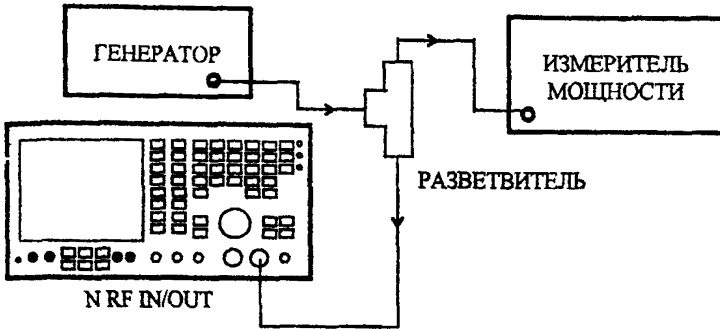 ГЕНЕРАТОР
ИЗМЕРИТЕЛЬ
МОЩНОСТИ
РАЗВЕТВИТЕЛЬ
N RF IN/OUT